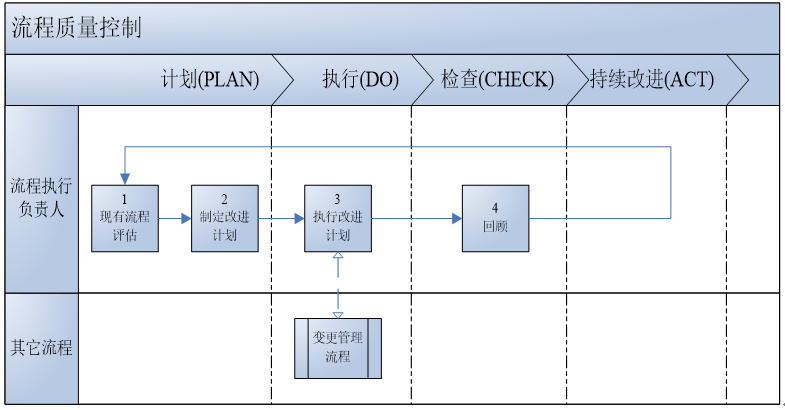 流程质量控制
计划(PLAN)
执行(DO)
检查(CHECK)
持续改进(ACT)
流程执行
负责人
1
现有流程
评估
2
制定改进
计划
3
执行改进
计划
4
回顾
其它流程
变更管理
流程